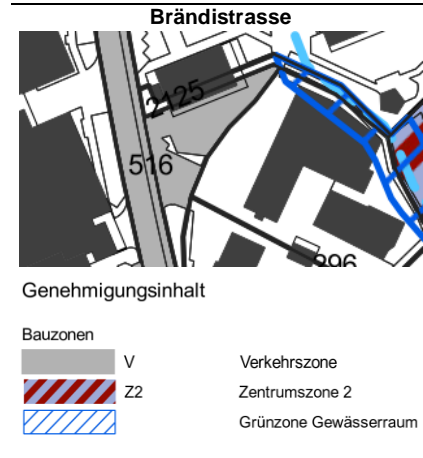 Brändistrasse
2125
516
896
Genehmigungsinhalt
Bauzonen
V Verkehrszone
Z2 Zentrumszone 2
Grünzone Gewässerraum